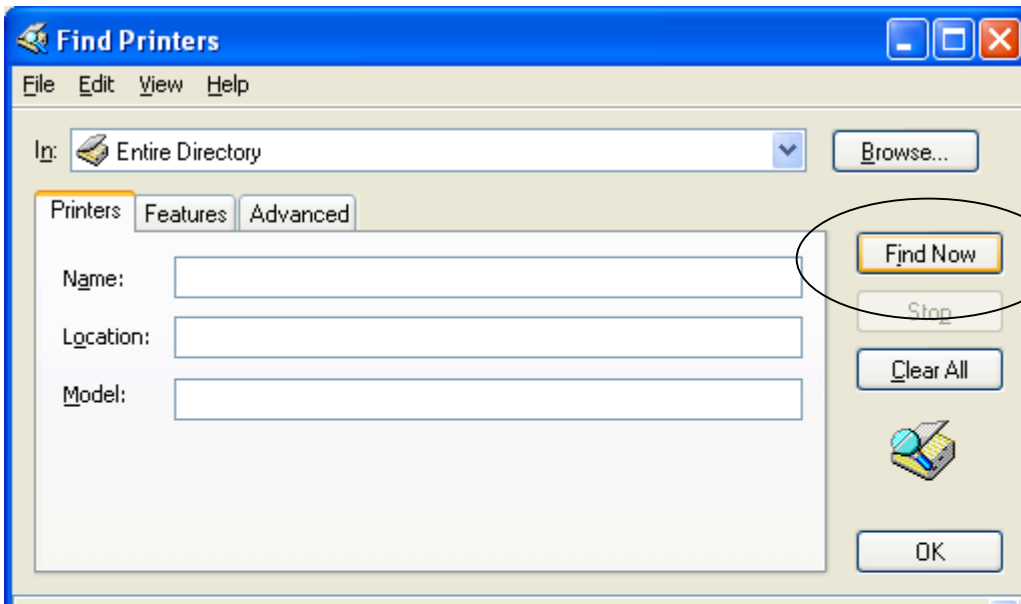 Find Printers
File Edit View Help
In: Entire Directory Browse...
Printers Features Advanced
Find Now
Name:
Stop
Location:
Clear All
Model:
OK